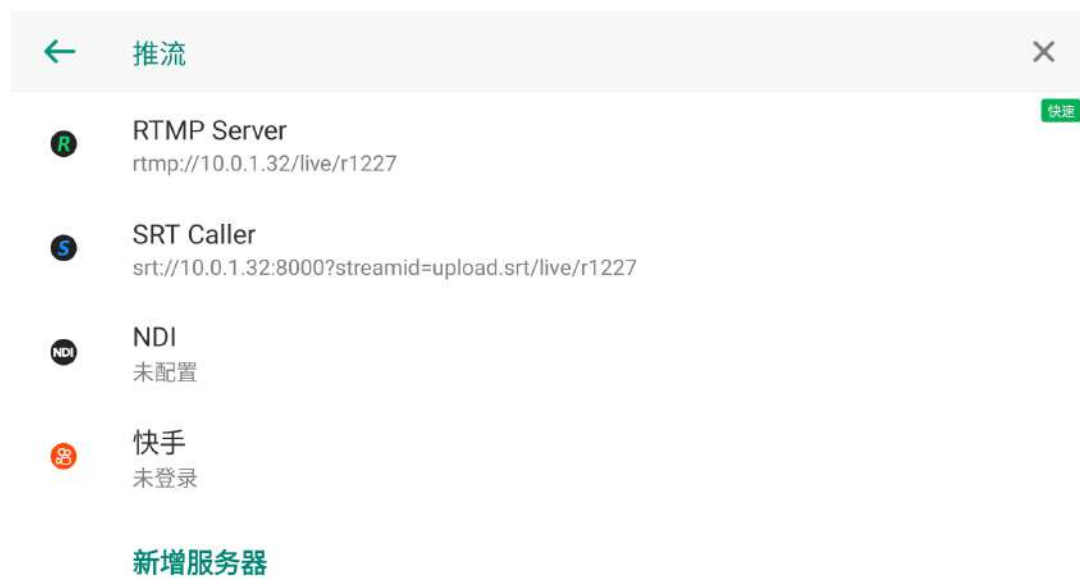 推流
快速
RTMP Server
rtmp://10.0.1.32/live/r1227
SRT Caller
srt://10.0.1.32:8000?streamid=upload.srt/live/r1227
NDI
NDI
未配置
快手
未登录
新增服务器